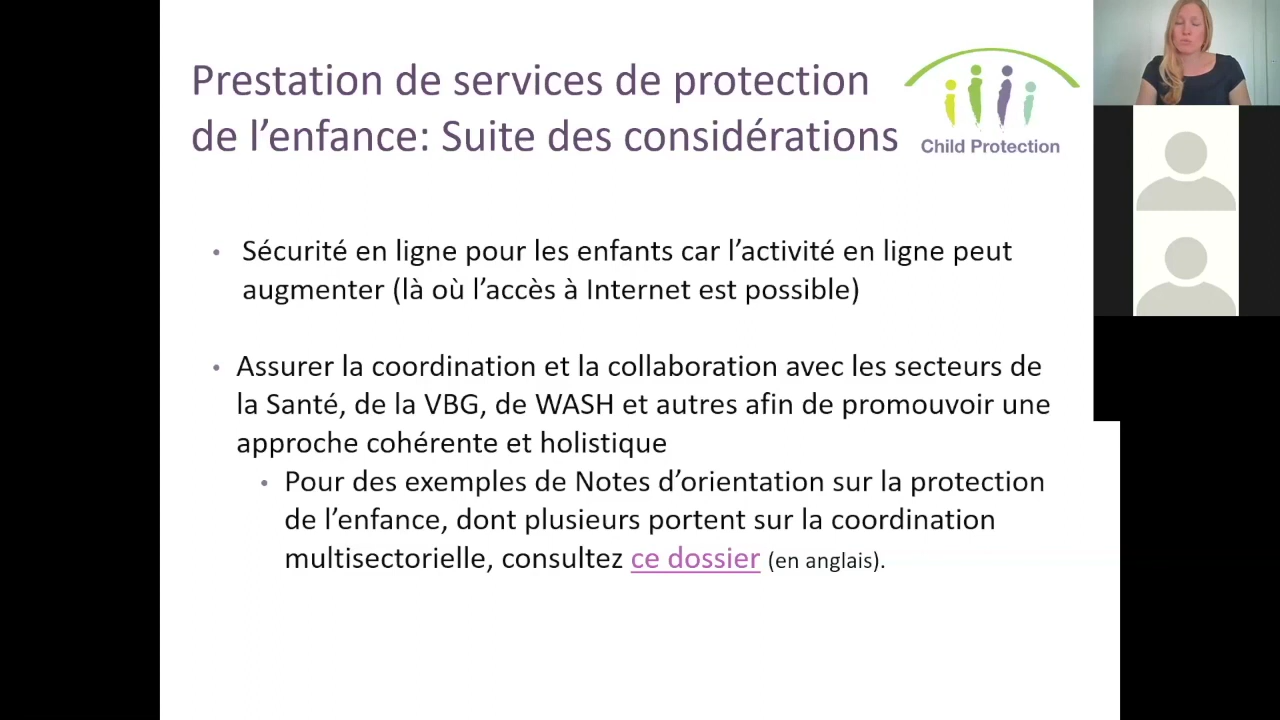 Prestation de services de protection
de l’enfance: Suite des considérations
Child Protection
• Sécurité en ligne pour les enfants car l’activité en ligne peut
augmenter (là où l’accès à Internet est possible)
• Assurer la coordination et la collaboration avec les secteurs de
la Santé, de la VBG, de WASH et autres afin de promouvoir une
approche cohérente et holistique
• Pour des exemples de Notes d’orientation sur la protection
de l’enfance, dont plusieurs portent sur la coordination
multisectorielle, consultez ce dossier (en anglais).